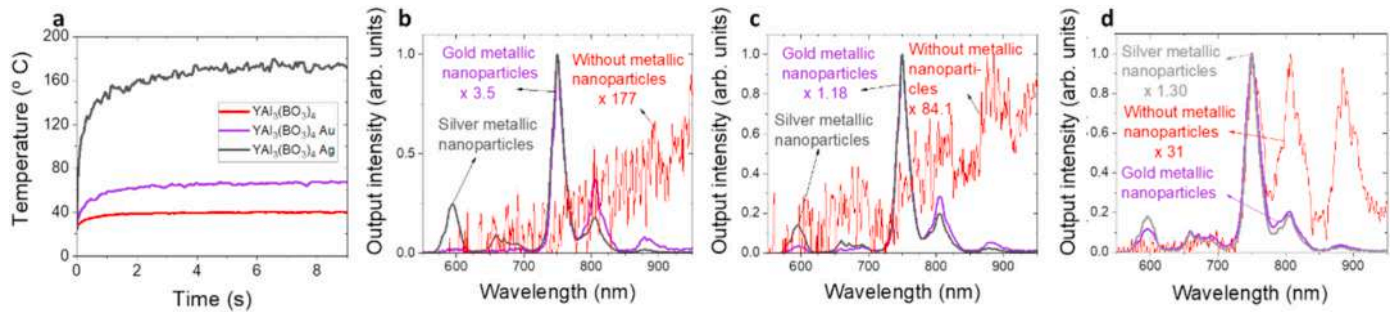 a
Temperature (º C)
200
160
120
80
40
0
YAl₃(BO₃)₄
YAl₃(BO₃)₄ Au
YAl₃(BO₃)₄ Ag
0 2 4 6 8
Time (s)
b
Output intensity (arb. units)
1.0
0.5
0.0
Gold metallic
nanoparticles
x 3.5
Without metallic
nanoparticles
x 177
Silver metallic
nanoparticles
600 700 800 900
Wavelength (nm)
c
Output intensity (arb. units)
1.0
0.8
0.6
0.4
0.2
0.0
Gold metallic
nanoparticles
x 1.18
Without metallic
nanoparti-
cles
x 84.1
Silver metallic
nanoparticles
600 700 800 900
Wavelength (nm)
d
Output intensity (arb. units)
1.0
0.8
0.6
0.4
0.2
0.0
Silver metallic
nanoparticles
x 1.30
Without metallic
nanoparticles
x 31
Gold metallic
nanoparticles
600 700 800 900
Wavelength (nm)